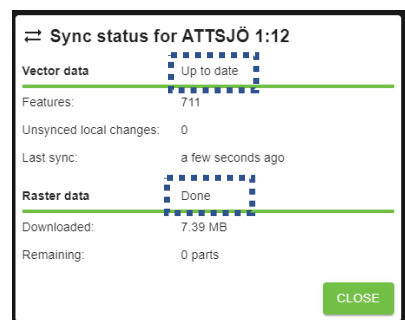 Sync status for ATTSJÖ 1:12
Vector data Up to date
Features: 711
Unsynced local changes: 0
Last sync: a few seconds ago
Raster data Done
Downloaded: 7.39 MB
Remaining: 0 parts
CLOSE